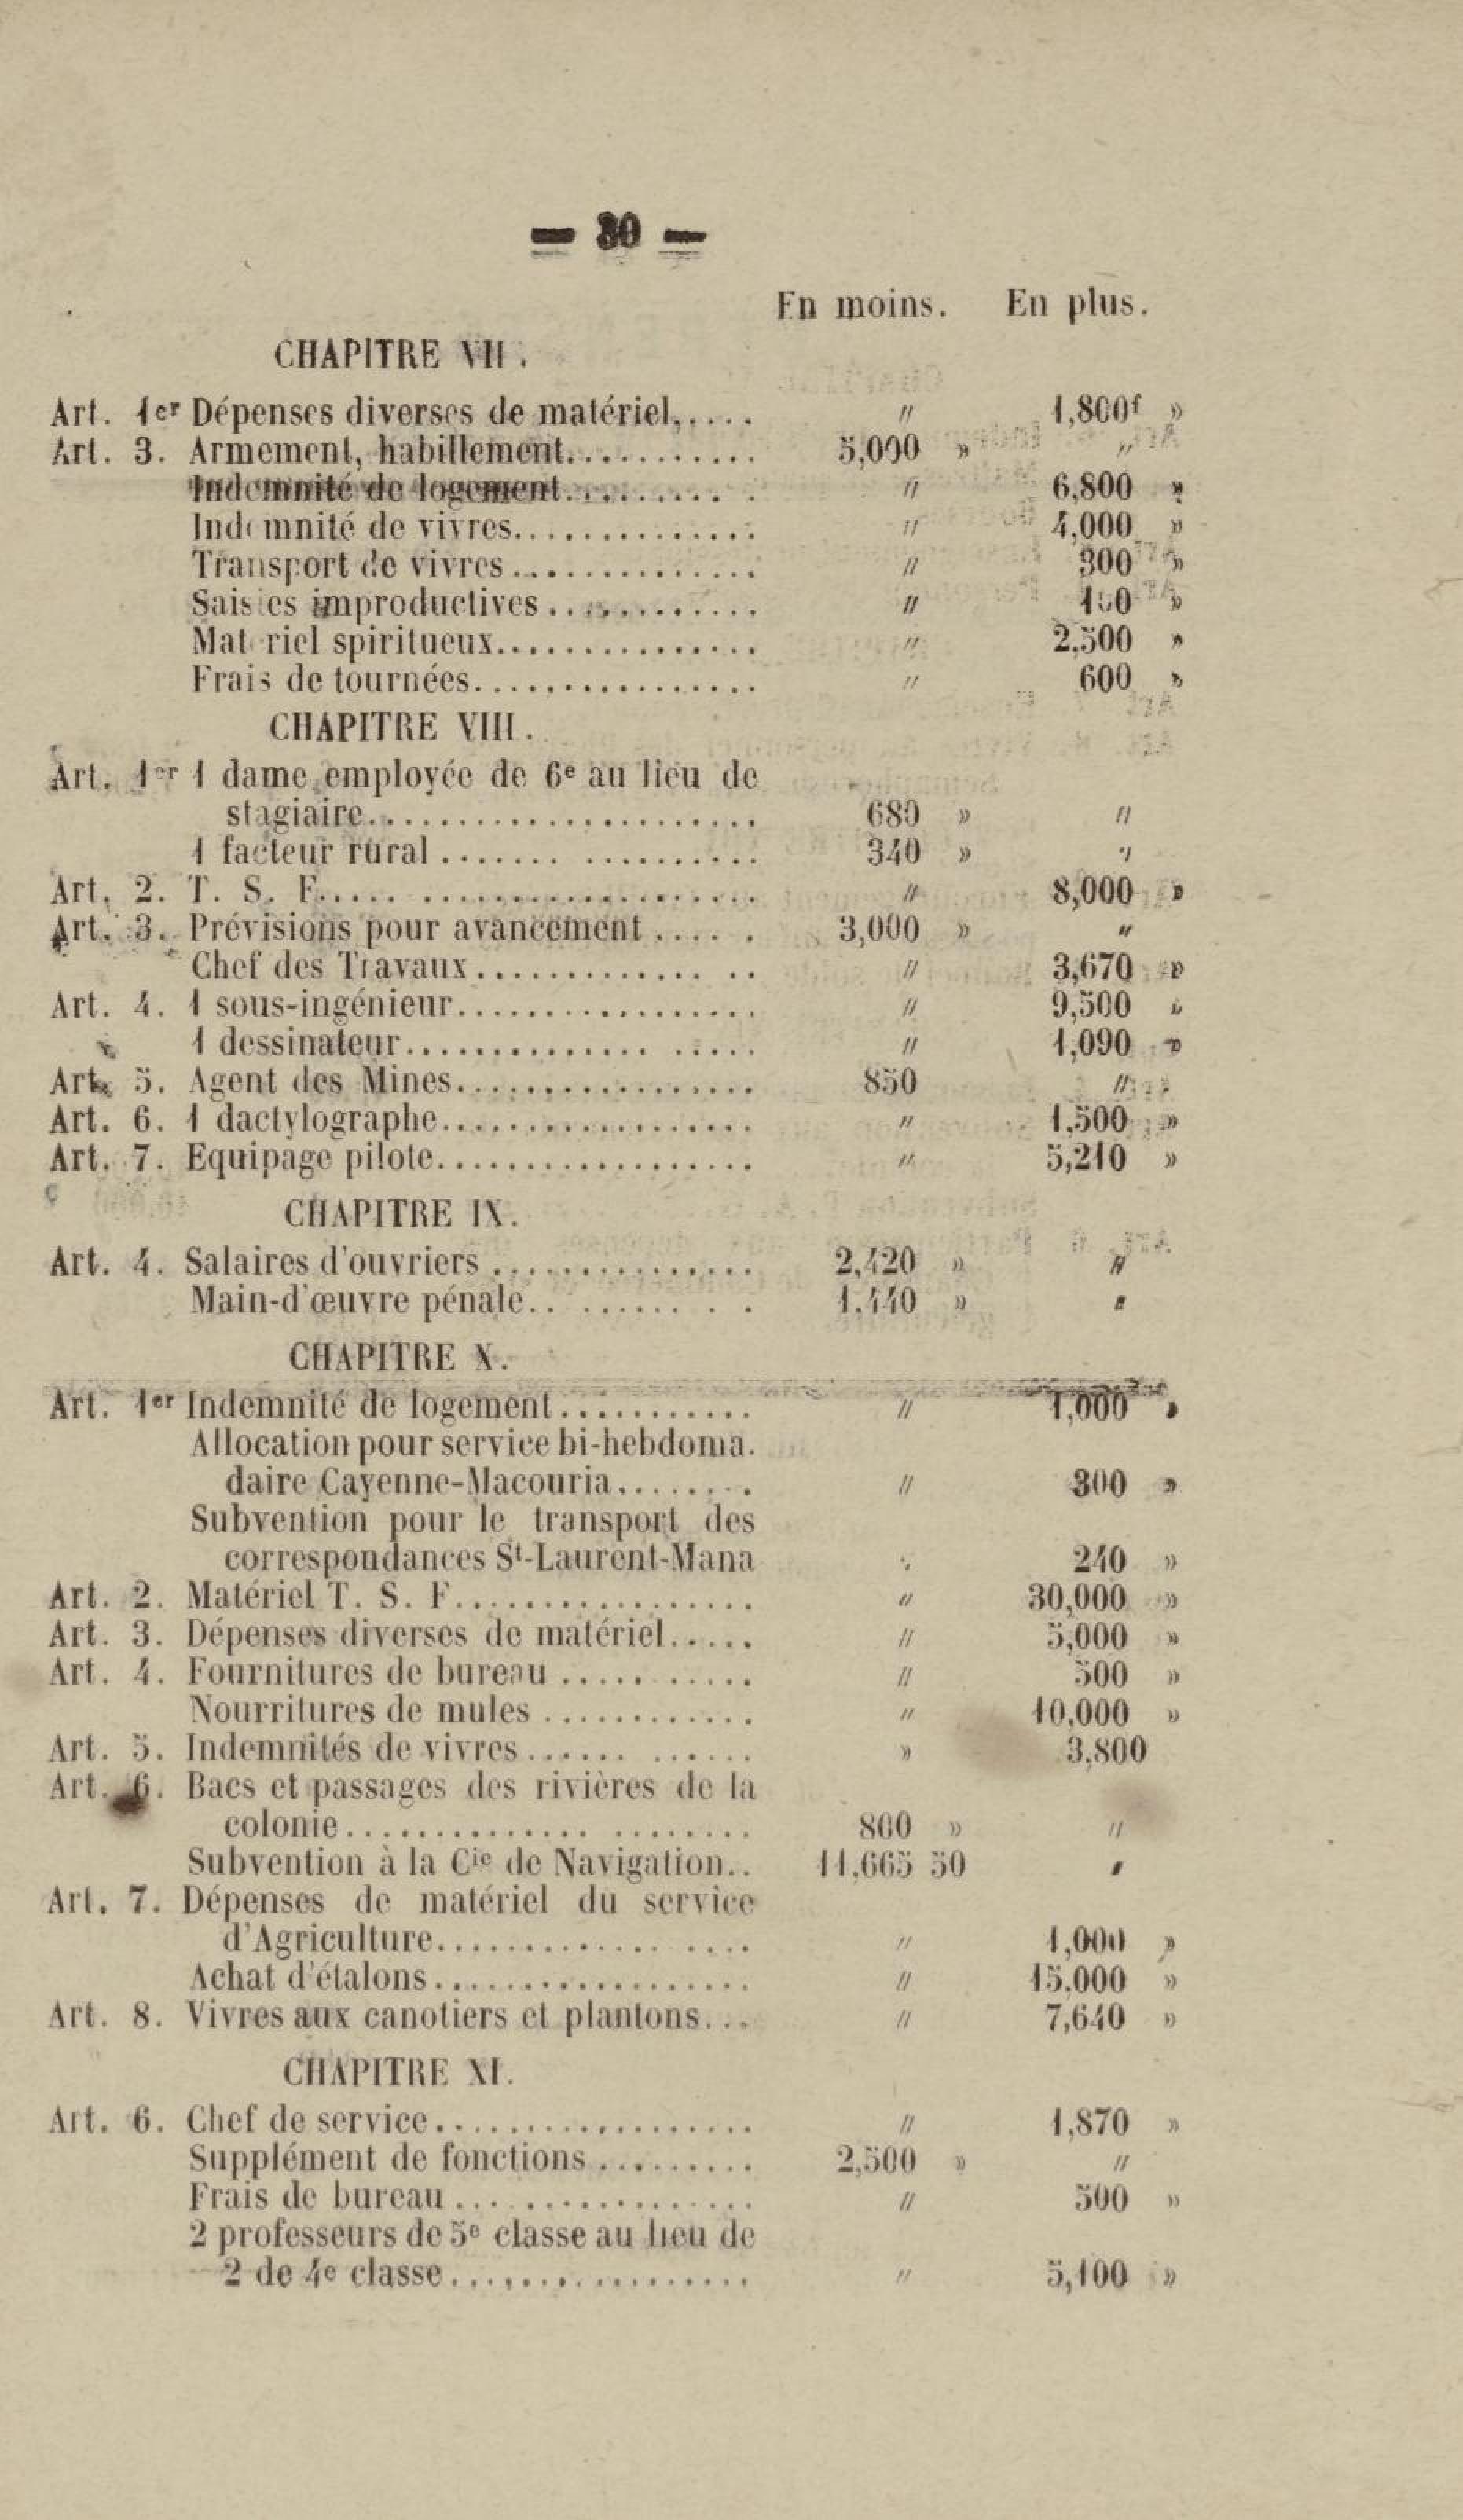 — 80 —
En moins. En plus.
CHAPITRE VII.
Art. 1er Dépenses diverses de matériel..... " 1,800f »
Art. 3. Armement, habillement........... 5,000 » "
Indemnité de logement.......... " 6,800 »
Indemnité de vivres.............. " 4,000 »
Transport de vivres.............. " 300 »
Saisies improductives............ " »
Matériel spiritueux............... " 2,500 »
Frais de tournées................. " 600 »
CHAPITRE VIII.
Art. 1er 1 dame employée de 6e au lieu de
stagiaire....................... 680 » "
1 facteur rural.................. 340 » "
Art. 2. T. S. F......................... " 8,000 »
Art. 3. Prévisions pour avancement...... 3,000 » "
Chef des Travaux............... " 3,670 »
Art. 4. 1 sous-ingénieur................. " 9,500 »
1 dessinateur.................... " 1,090 »
Art. 5. Agent des Mines................. 850 "
Art. 6. 1 dactylographe.................. " 1,500 »
Art. 7. Equipage pilote.................. " 5,210 »
CHAPITRE IX.
Art. 4. Salaires d'ouvriers............... 2,420 » "
Main-d'œuvre pénale.......... 1,440 » "
CHAPITRE X.
Art. 1er Indemnité de logement........... " 1,000 »
Allocation pour service bi-hebdoma.
daire Cayenne-Macouria........ " 300 »
Subvention pour le transport des
correspondances St-Laurent-Mana " 240 »
Art. 2. Matériel T. S. F................. " 30,000 »
Art. 3. Dépenses diverses de matériel..... " 5,000 »
Art. 4. Fournitures de bureau........... " 500 »
Nourritures de mules............ " 10,000 »
Art. 5. Indemnités de vivres............ » 3,800
Art. 6. Bacs et passages des rivières de la
colonie...................... 800 » "
Subvention à la Cie de Navigation.. 11,665 50 "
Art. 7. Dépenses de matériel du service
d'Agriculture................. " 1,000 »
Achat d'étalons.................. " 15,000 »
Art. 8. Vivres aux canotiers et plantons... " 7,640 »
CHAPITRE XI.
Art. 6. Chef de service................... " 1,870 »
Supplément de fonctions......... 2,500 » "
Frais de bureau................. " 500 »
2 professeurs de 5e classe au lieu de
2 de 4e classe.................. " 5,100 »